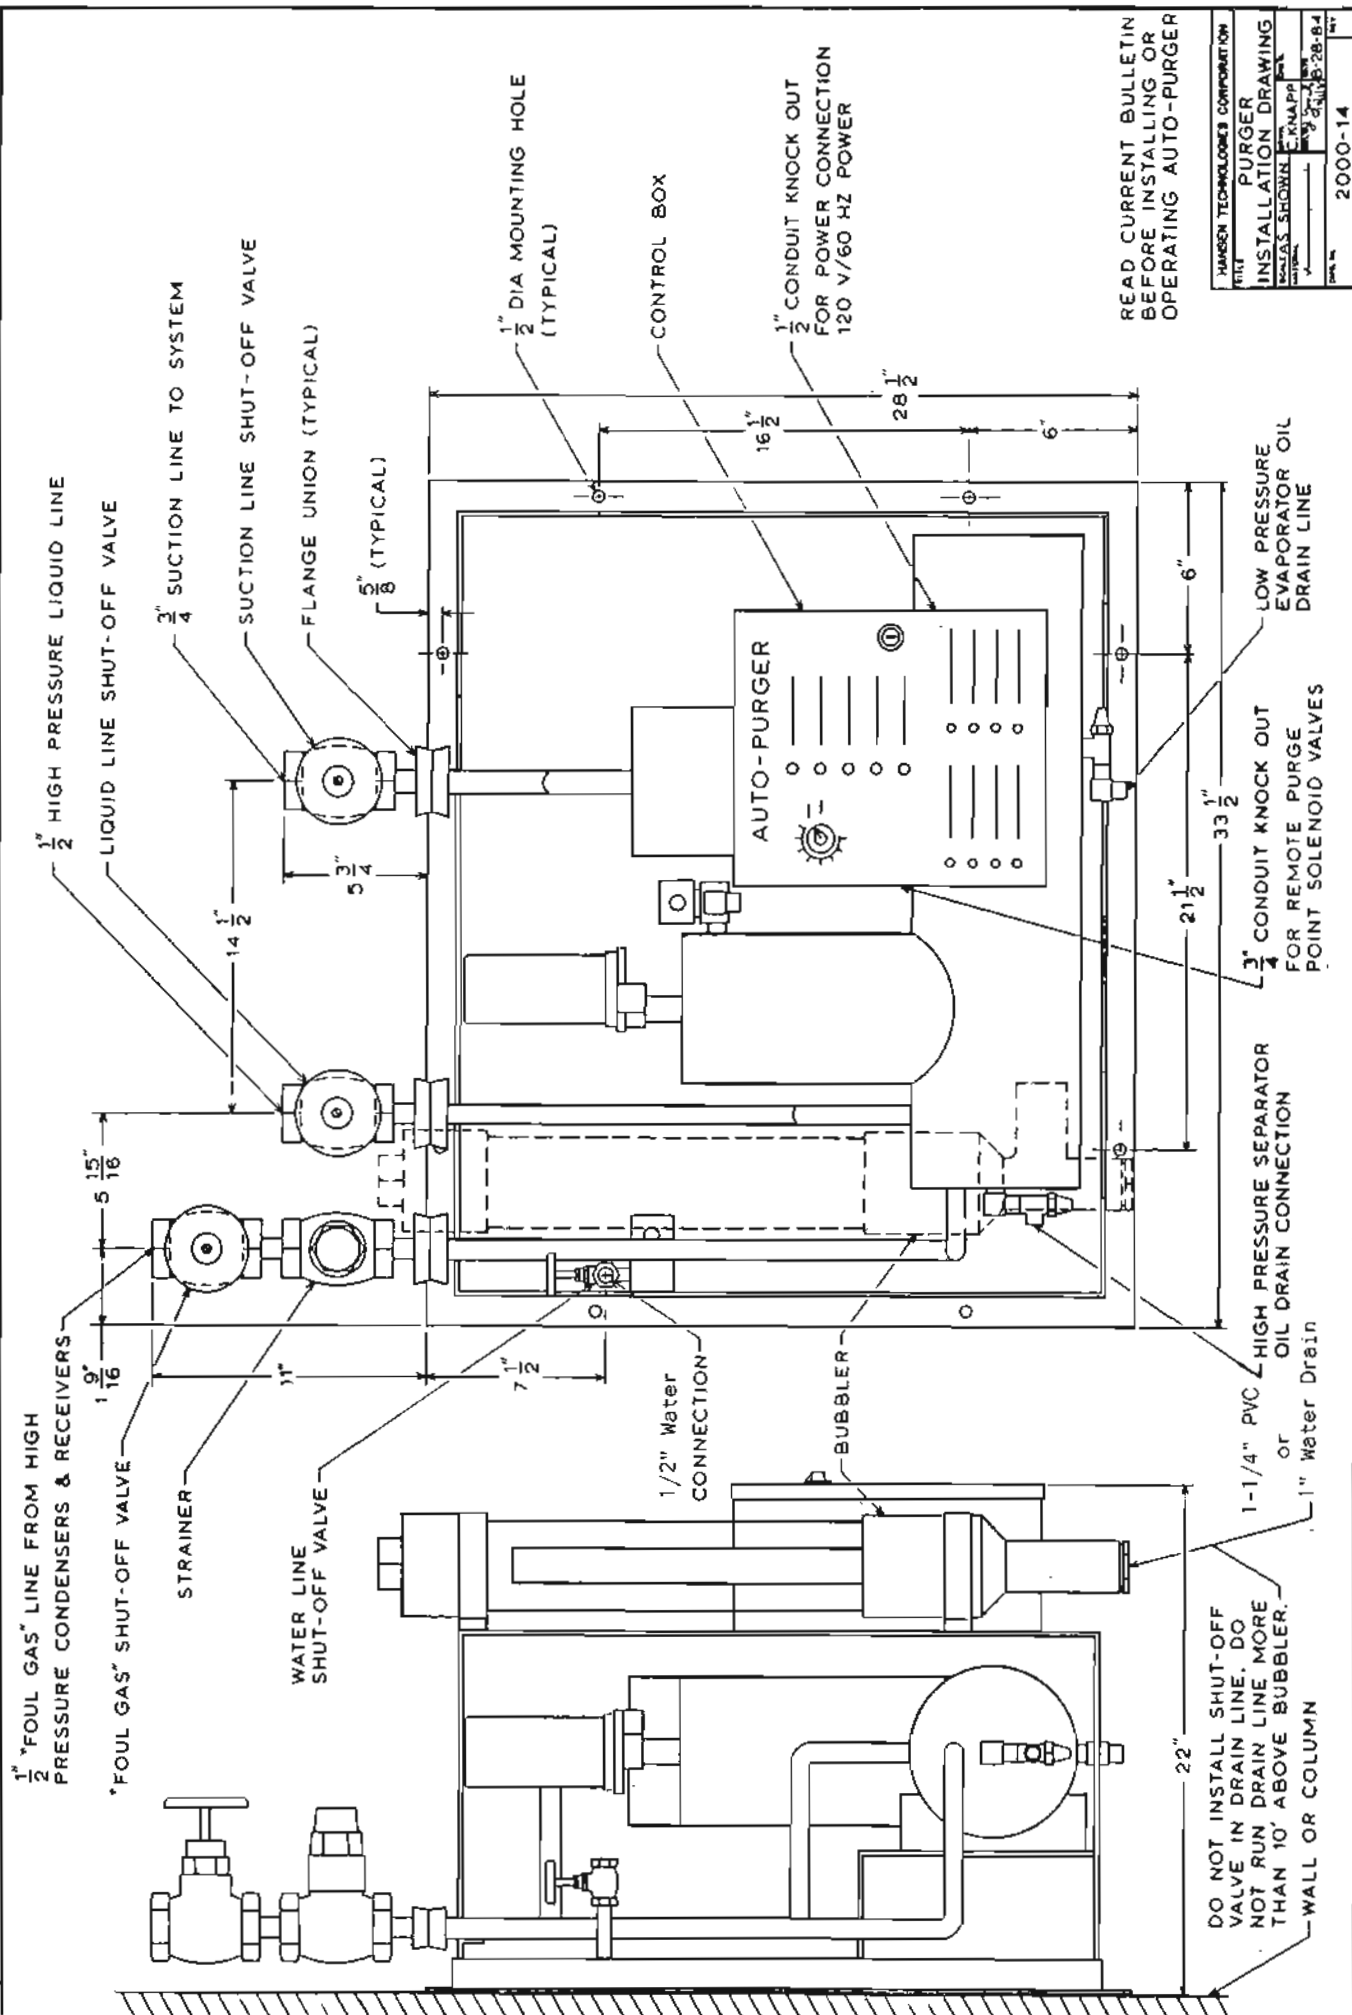 1/2" "FOUL GAS" LINE FROM HIGH
PRESSURE CONDENSERS & RECEIVERS
"FOUL GAS" SHUT-OFF VALVE
STRAINER
WATER LINE
SHUT-OFF VALVE
1/2" Water
CONNECTION
BUBBLER
1/2" HIGH PRESSURE LIQUID LINE
LIQUID LINE SHUT-OFF VALVE
3/4" SUCTION LINE TO SYSTEM
SUCTION LINE SHUT-OFF VALVE
FLANGE UNION (TYPICAL)
5/8" (TYPICAL)
1/2" DIA MOUNTING HOLE
(TYPICAL)
CONTROL BOX
1/2" CONDUIT KNOCK OUT
FOR POWER CONNECTION
120 V/60 HZ POWER
1 9/16"
5 15/16"
14 1/2"
5 3/4"
11"
7 1/2"
16 1/2"
28 1/2"
6"
6"
21 1/2"
33 1/2"
22"
AUTO-PURGER
LOW PRESSURE
EVAPORATOR OIL
DRAIN LINE
3/4" CONDUIT KNOCK OUT
FOR REMOTE PURGE
POINT SOLENOID VALVES
HIGH PRESSURE SEPARATOR
OIL DRAIN CONNECTION
1-1/4" PVC
or
1" Water Drain
DO NOT INSTALL SHUT-OFF
VALVE IN DRAIN LINE. DO
NOT RUN DRAIN LINE MORE
THAN 10' ABOVE BUBBLER.
WALL OR COLUMN
READ CURRENT BULLETIN
BEFORE INSTALLING OR
OPERATING AUTO-PURGER
HANSEN TECHNOLOGIES CORPORATION
TITLE
PURGER
INSTALLATION DRAWING
SCALE AS SHOWN
C. KNAPP
8-28-84
2000-14
REV